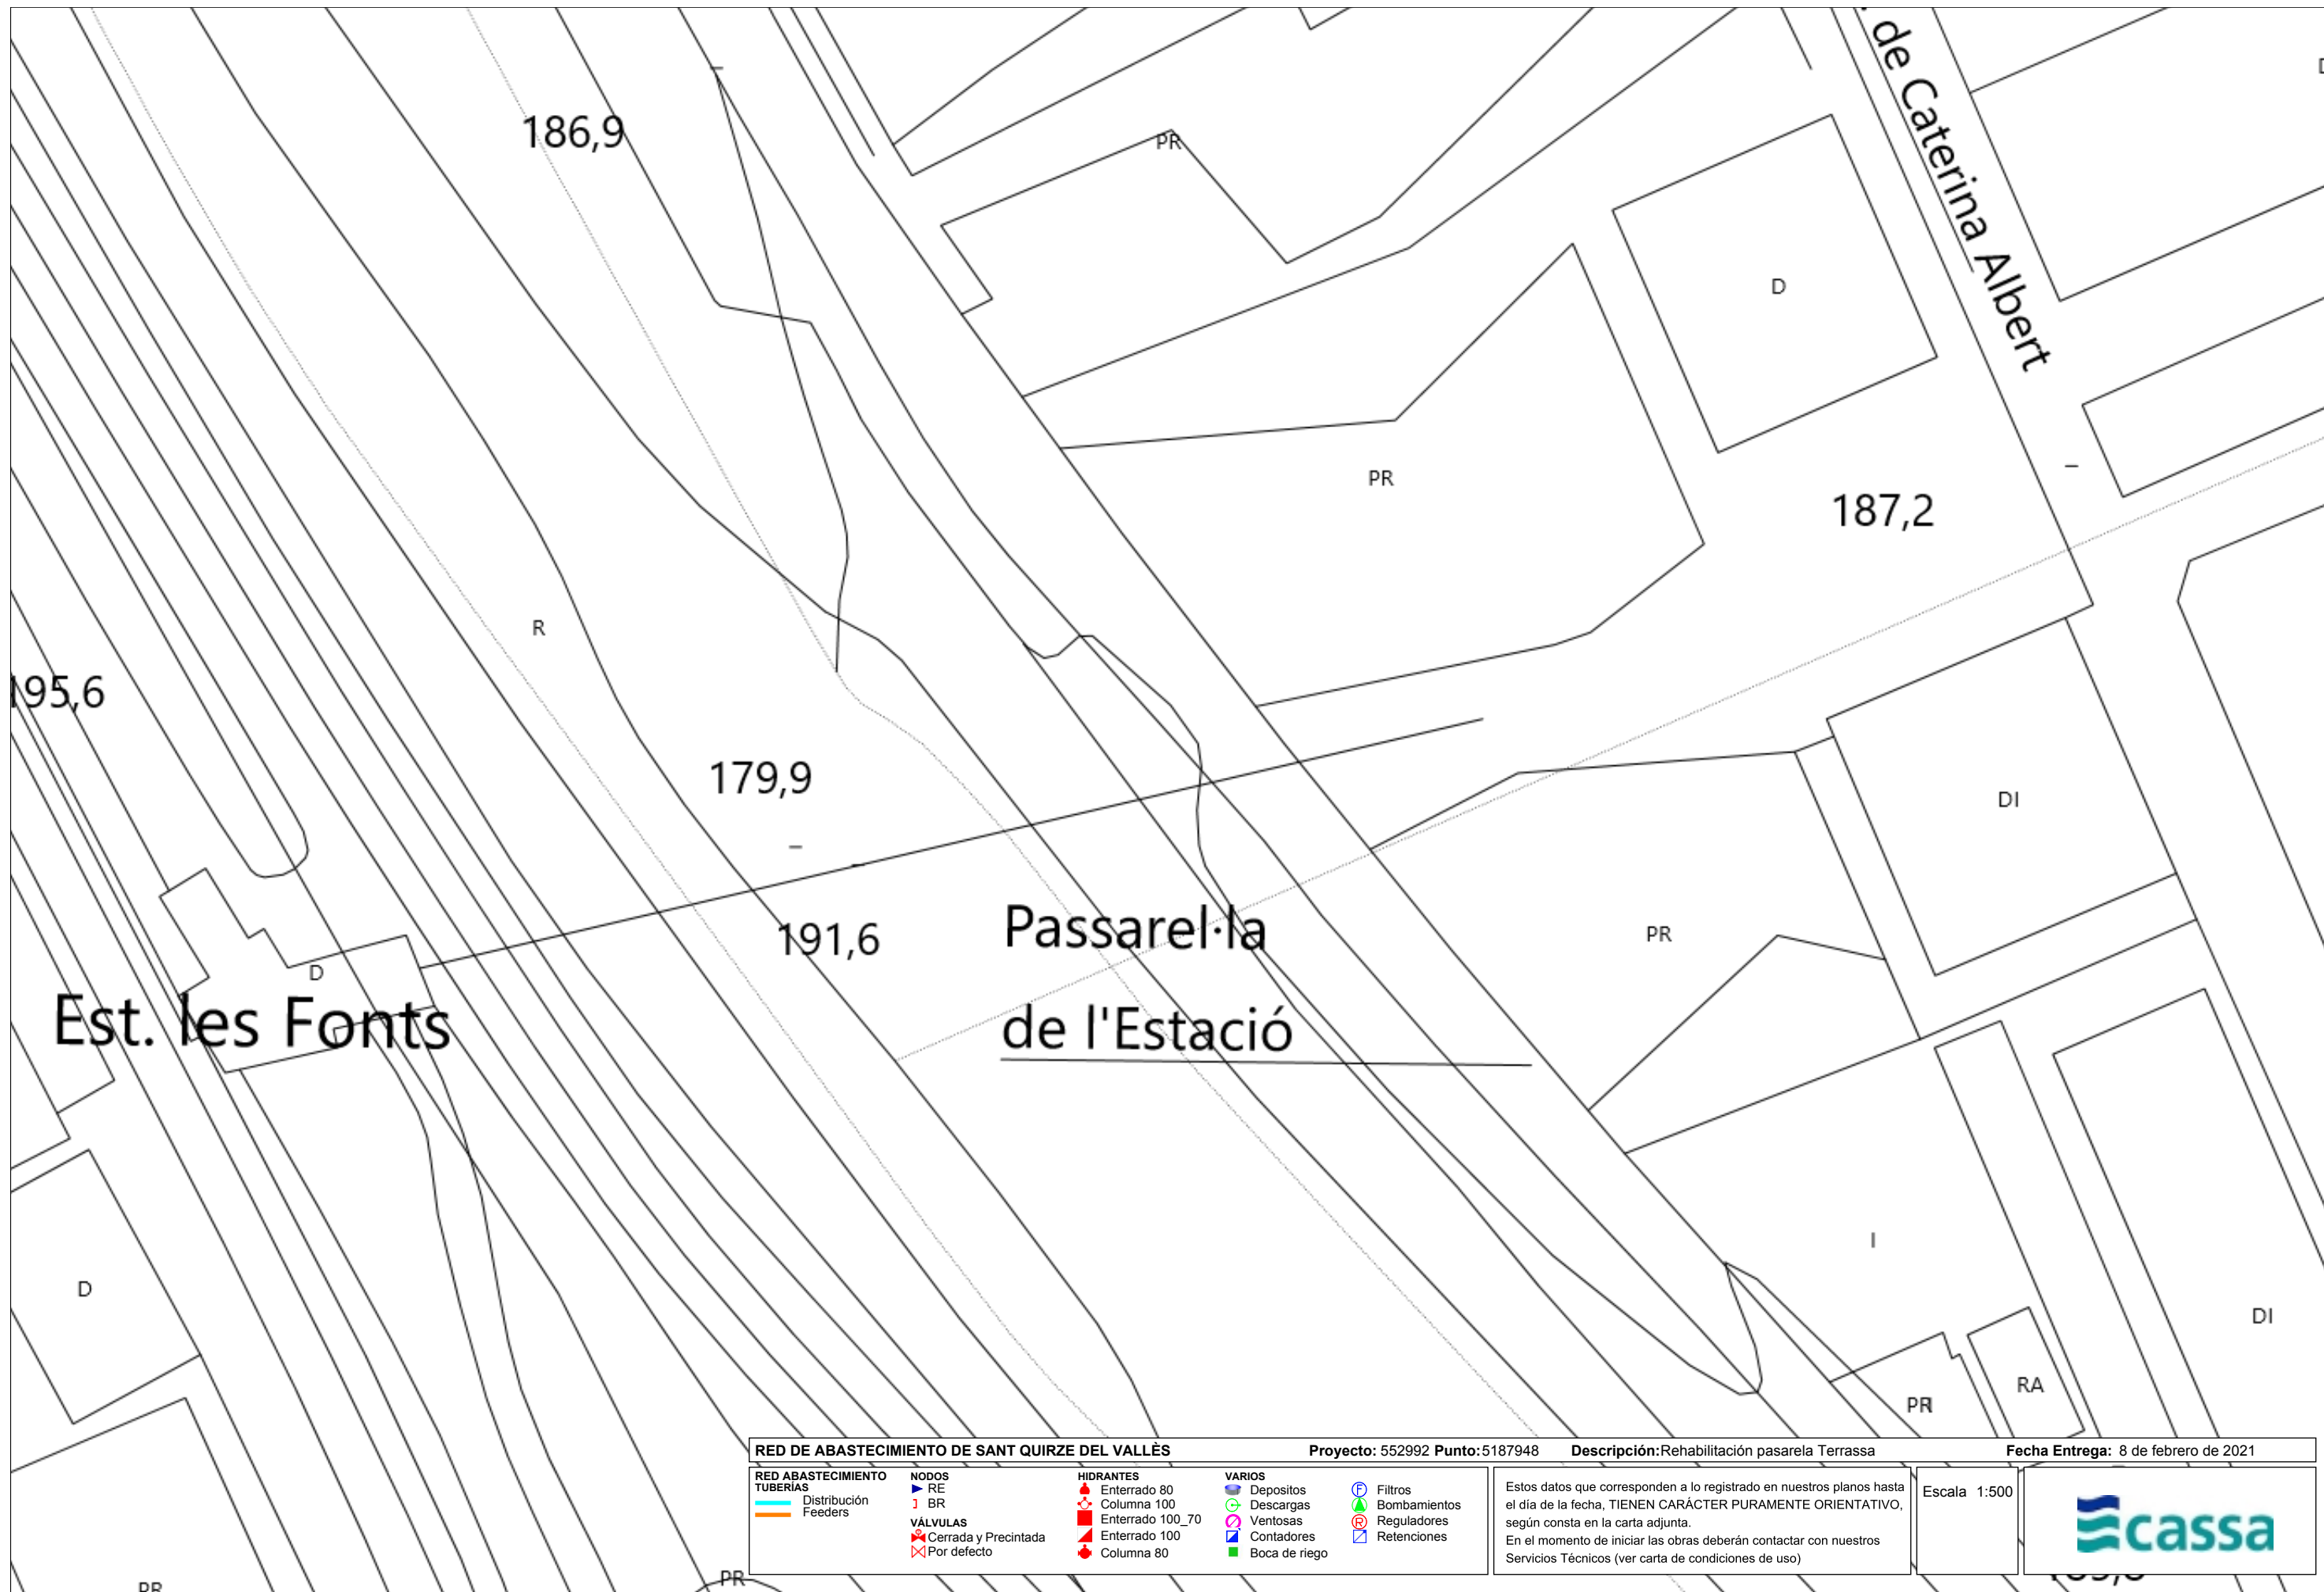 de Caterina Albert
186,9
PR
D
PR
187,2
R
195,6
179,9
DI
191,6
Passarel·la
de l'Estació
PR
D
Est. les Fonts
I
D
DI
RA
PR
PR
PR
RED DE ABASTECIMIENTO DE SANT QUIRZE DEL VALLÈS
Proyecto: 552992 Punto:5187948
Descripción:Rehabilitación pasarela Terrassa
Fecha Entrega: 8 de febrero de 2021
RED ABASTECIMIENTO
TUBERÍAS
Distribución
Feeders
NODOS
RE
BR
VÁLVULAS
Cerrada y Precintada
Por defecto
HIDRANTES
Enterrado 80
Columna 100
Enterrado 100_70
Enterrado 100
Columna 80
VARIOS
Depositos
Descargas
Ventosas
Contadores
Boca de riego
F Filtros
Bombamientos
R Reguladores
Retenciones
Estos datos que corresponden a lo registrado en nuestros planos hasta
el día de la fecha, TIENEN CARÁCTER PURAMENTE ORIENTATIVO,
según consta en la carta adjunta.
En el momento de iniciar las obras deberán contactar con nuestros
Servicios Técnicos (ver carta de condiciones de uso)
Escala 1:500
cassa